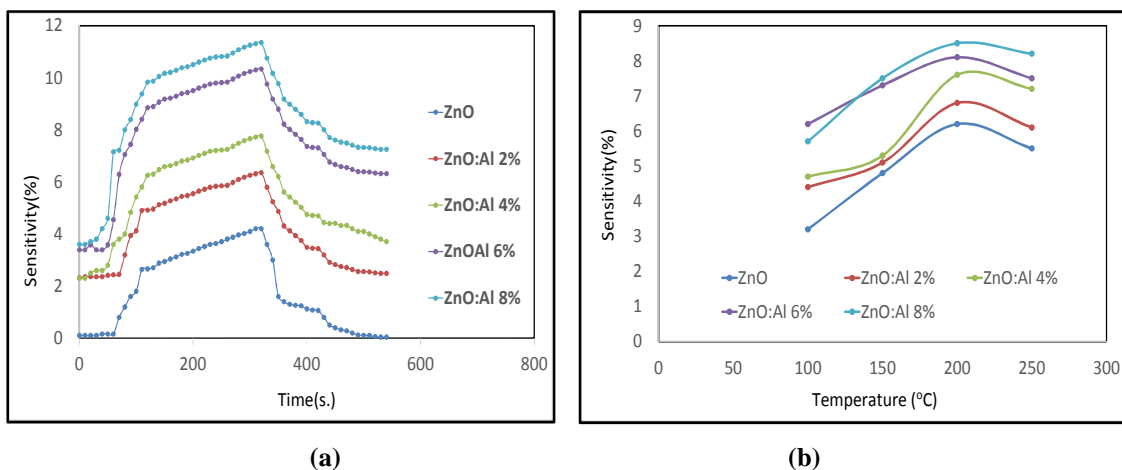 12
10
8
6
4
2
0
0 200 400 600 800
Sensitivity(%)
Time(s.)
ZnO
ZnO:Al 2%
ZnO:Al 4%
ZnOAl 6%
ZnO:Al 8%
(a)
9
8
7
6
5
4
3
2
1
0
0 50 100 150 200 250 300
Sensitivity(%)
Temperature (°C)
ZnO ZnO:Al 2% ZnO:Al 4%
ZnO:Al 6% ZnO:Al 8%
(b)